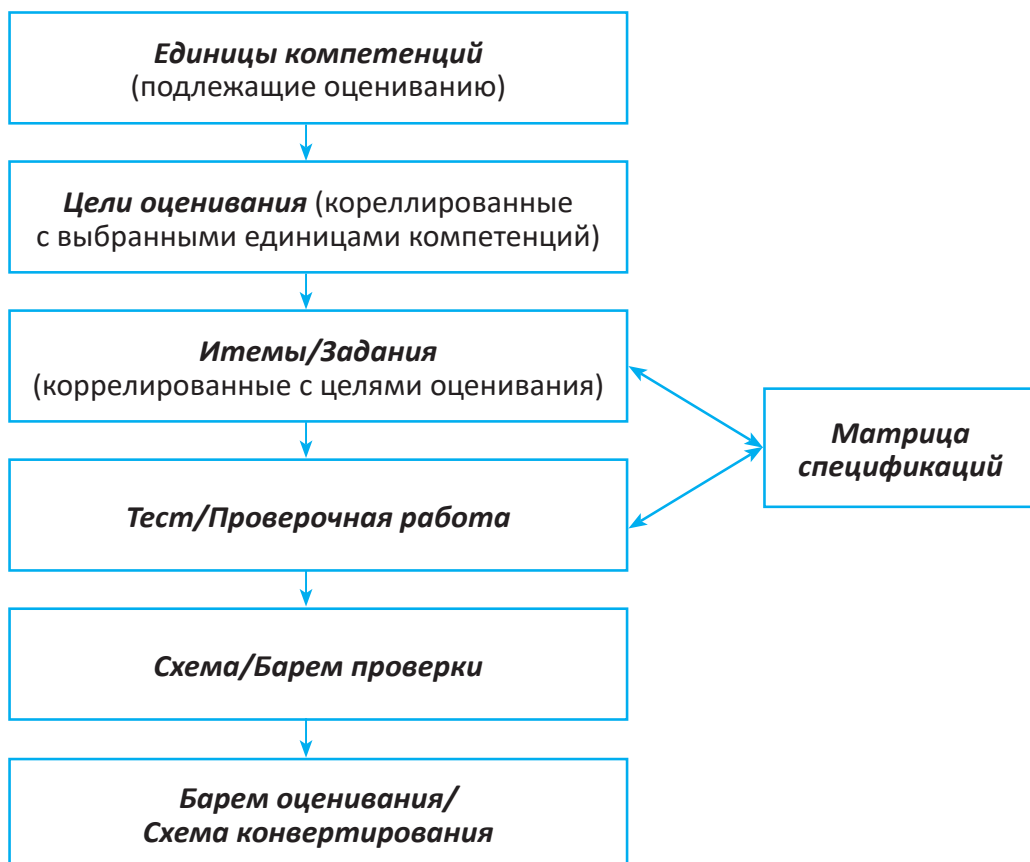 Единицы компетенций
(подлежащие оцениванию)
Цели оценивания (кореллированные
с выбранными единицами компетенций)
Итемы/Задания
(коррелированные с целями оценивания)
Матрица
спецификаций
Тест/Проверочная работа
Схема/Барем проверки
Барем оценивания/
Схема конвертирования